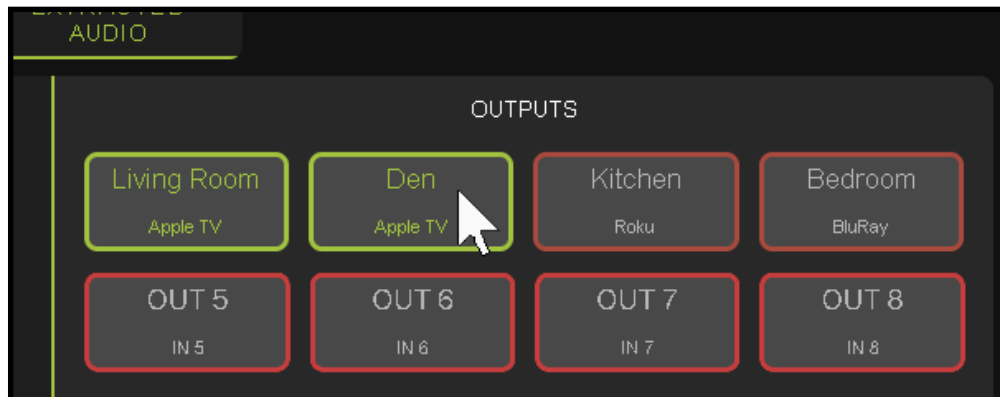 AUDIO
OUTPUTS
Living Room
Apple TV
Den
Apple TV
Kitchen
Roku
Bedroom
BluRay
OUT 5
IN 5
OUT 6
IN 6
OUT 7
IN 7
OUT 8
IN 8